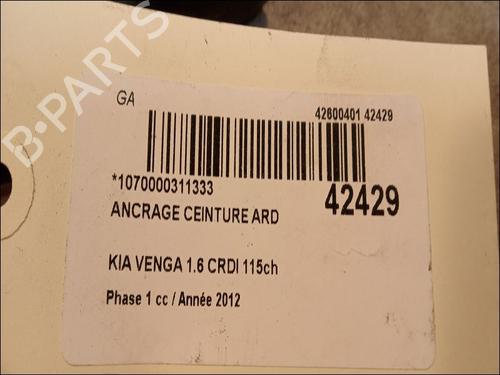 B-PARTS
GA
42600401 42429
*1070000311333
42429
ANCRAGE CEINTURE ARD
KIA VENGA 1.6 CRDI 115ch
Phase 1 cc / Année 2012